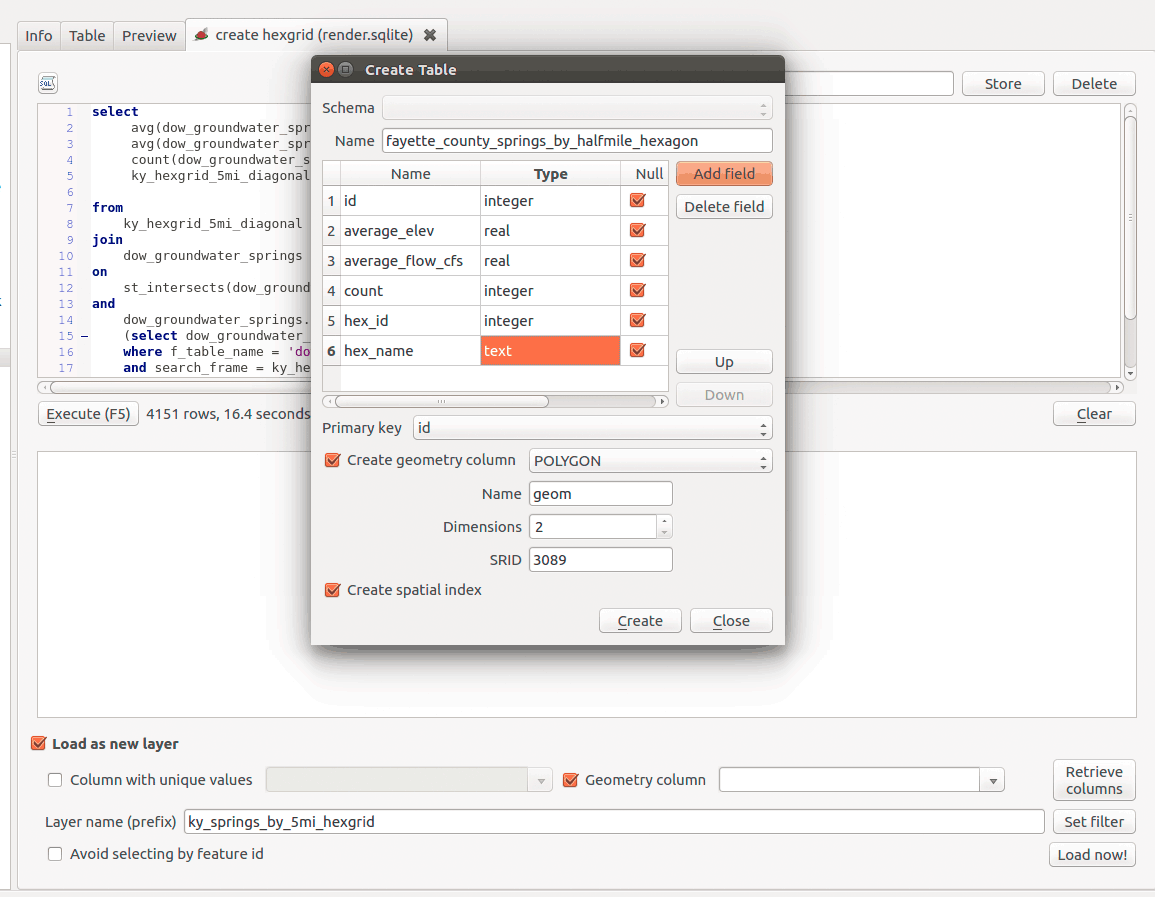 Info Table Preview create hexgrid (render.sqlite)
Create Table
SQL Store Delete
Schema
Name fayette_county_springs_by_halfmile_hexagon
Name Type Null Add field
Delete field
1 id integer
2 average_elev real
3 average_flow_cfs real
4 count integer
5 hex_id integer
6 hex_name text
Up
Down
Primary key id
Create geometry column POLYGON
Name geom
Dimensions 2
SRID 3089
Create spatial index
Create Close
1 select
2 avg(dow_groundwater_spr
3 avg(dow_groundwater_spr
4 count(dow_groundwater_s
5 ky_hexgrid_5mi_diagonal
6
7 from
8 ky_hexgrid_5mi_diagonal
9 join
10 dow_groundwater_springs
11 on
12 st_intersects(dow_ground
13 and
14 dow_groundwater_springs.
15 (select dow_groundwater_
16 where f_table_name = 'do
17 and search_frame = ky_he
Execute (F5) 4151 rows, 16.4 seconds Clear
Load as new layer
Column with unique values Geometry column Retrieve columns
Layer name (prefix) ky_springs_by_5mi_hexgrid Set filter
Avoid selecting by feature id Load now!